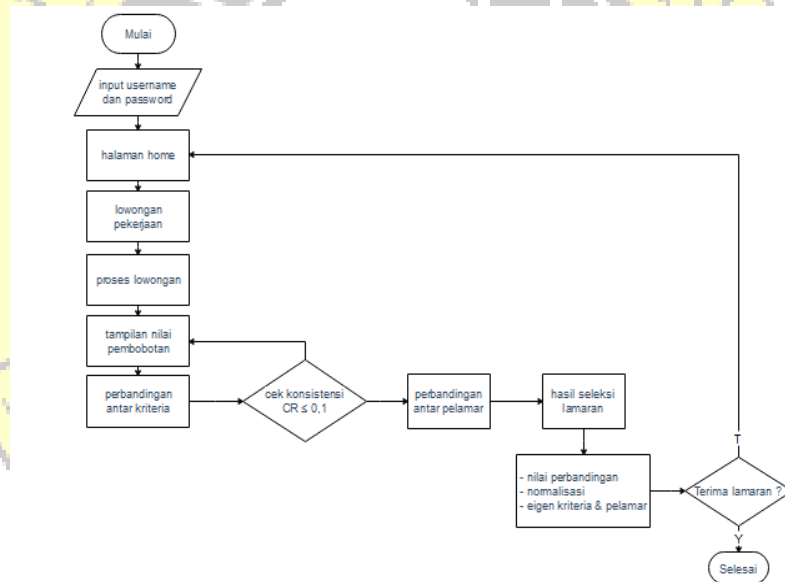 Mulai
input username
dan password
halaman home
lowongan
pekerjaan
proses lowongan
tampilan nilai
pembobotan
perbandingan
antar kriteria
cek konsistensi
CR ≤ 0,1
perbandingan
antar pelamar
hasil seleksi
lamaran
- nilai perbandingan
- normalisasi
- eigen kriteria & pelamar
T
Terima lamaran ?
Y
Selesai